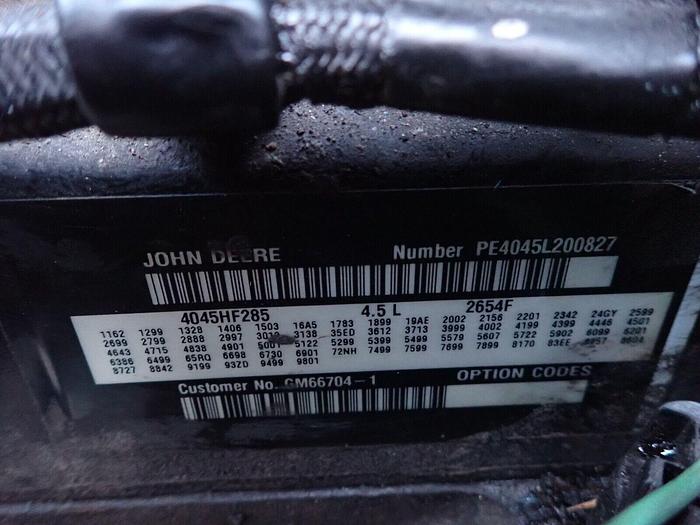 JOHN DEERE Number PE4045L200827
4045HF285 4.5 L 2654F
1162 1299 1328 1406 1503 16A5 1783 1899 19AE 2002 2156 2201 2342 24GY 2599
2699 2799 2888 2997 3019 3138 35ED 3612 3713 3999 4002 4199 4399 4446 4501
4643 4715 4838 4901 5001 5122 5299 5399 5499 5579 5607 5722 5902 6099 6201
6386 6499 65RQ 6698 6730 6901 72NH 7499 7599 7699 7899 8170 83EE 8604
8727 8842 9199 93ZD 9499 9801
Customer No. GM66704-1 OPTION CODES